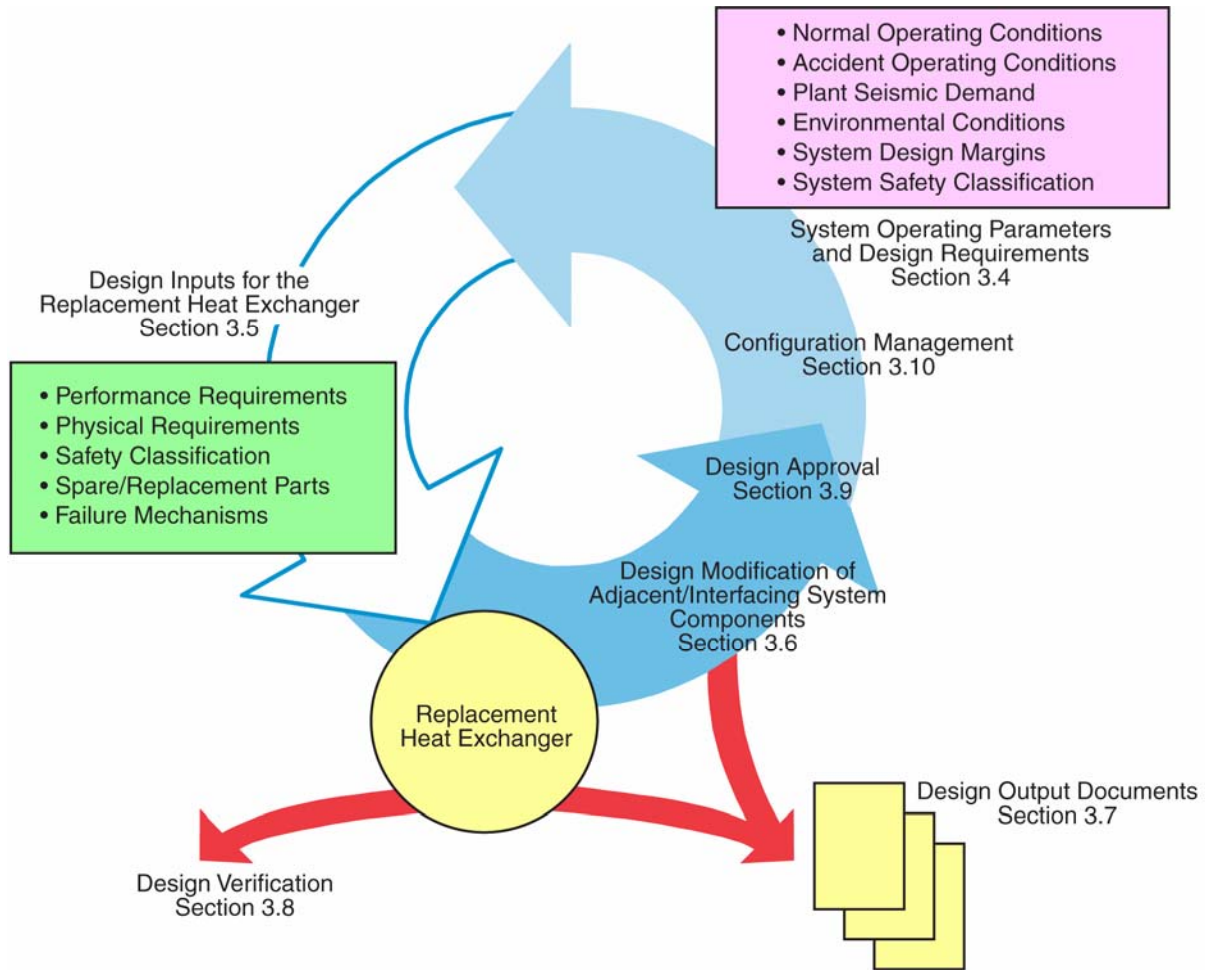 • Normal Operating Conditions
• Accident Operating Conditions
• Plant Seismic Demand
• Environmental Conditions
• System Design Margins
• System Safety Classification
System Operating Parameters
and Design Requirements
Section 3.4
Design Inputs for the
Replacement Heat Exchanger
Section 3.5
Configuration Management
Section 3.10
• Performance Requirements
• Physical Requirements
• Safety Classification
• Spare/Replacement Parts
• Failure Mechanisms
Design Approval
Section 3.9
Design Modification of
Adjacent/Interfacing System
Components
Section 3.6
Replacement
Heat Exchanger
Design Output Documents
Section 3.7
Design Verification
Section 3.8